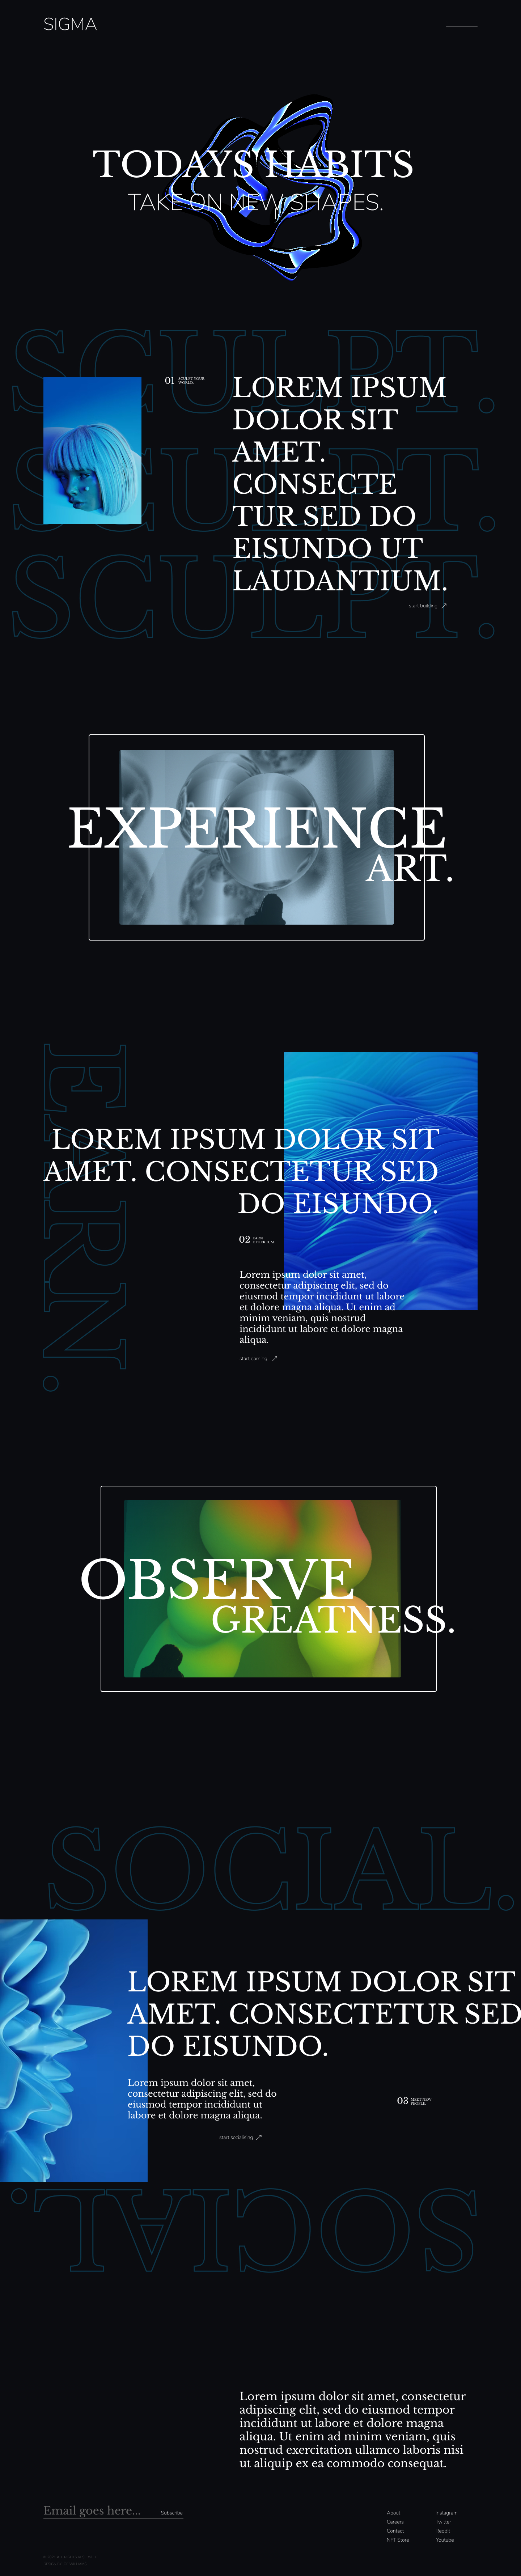 SIGMA
TODAYS HABITS
TAKE ON NEW SHAPES.
SCULPT.
01 SCULPT YOUR
WORLD.
LOREM IPSUM
DOLOR SIT
AMET.
SCULPT.
CONSECTE
TUR SED DO
EISUNDO UT
SCULPT.
LAUDANTIUM.
start building
EXPERIENCE
ART.
EARN.
LOREM IPSUM DOLOR SIT
AMET. CONSECTETUR SED
DO EISUNDO.
02 EARN
ETHEREUM.
Lorem ipsum dolor sit amet,
consectetur adipiscing elit, sed do
eiusmod tempor incididunt ut labore
et dolore magna aliqua. Ut enim ad
minim veniam, quis nostrud
incididunt ut labore et dolore magna
aliqua.
start earning
OBSERVE
GREATNESS.
SOCIAL.
LOREM IPSUM DOLOR SIT
AMET. CONSECTETUR SED
DO EISUNDO.
Lorem ipsum dolor sit amet,
consectetur adipiscing elit, sed do
eiusmod tempor incididunt ut
labore et dolore magna aliqua.
03 MEET NEW
PEOPLE.
start socialising
SOCIAL.
Lorem ipsum dolor sit amet, consectetur
adipiscing elit, sed do eiusmod tempor
incididunt ut labore et dolore magna
aliqua. Ut enim ad minim veniam, quis
nostrud exercitation ullamco laboris nisi
ut aliquip ex ea commodo consequat.
Email goes here... Subscribe
About Instagram
Careers Twitter
Contact Reddit
NFT Store Youtube